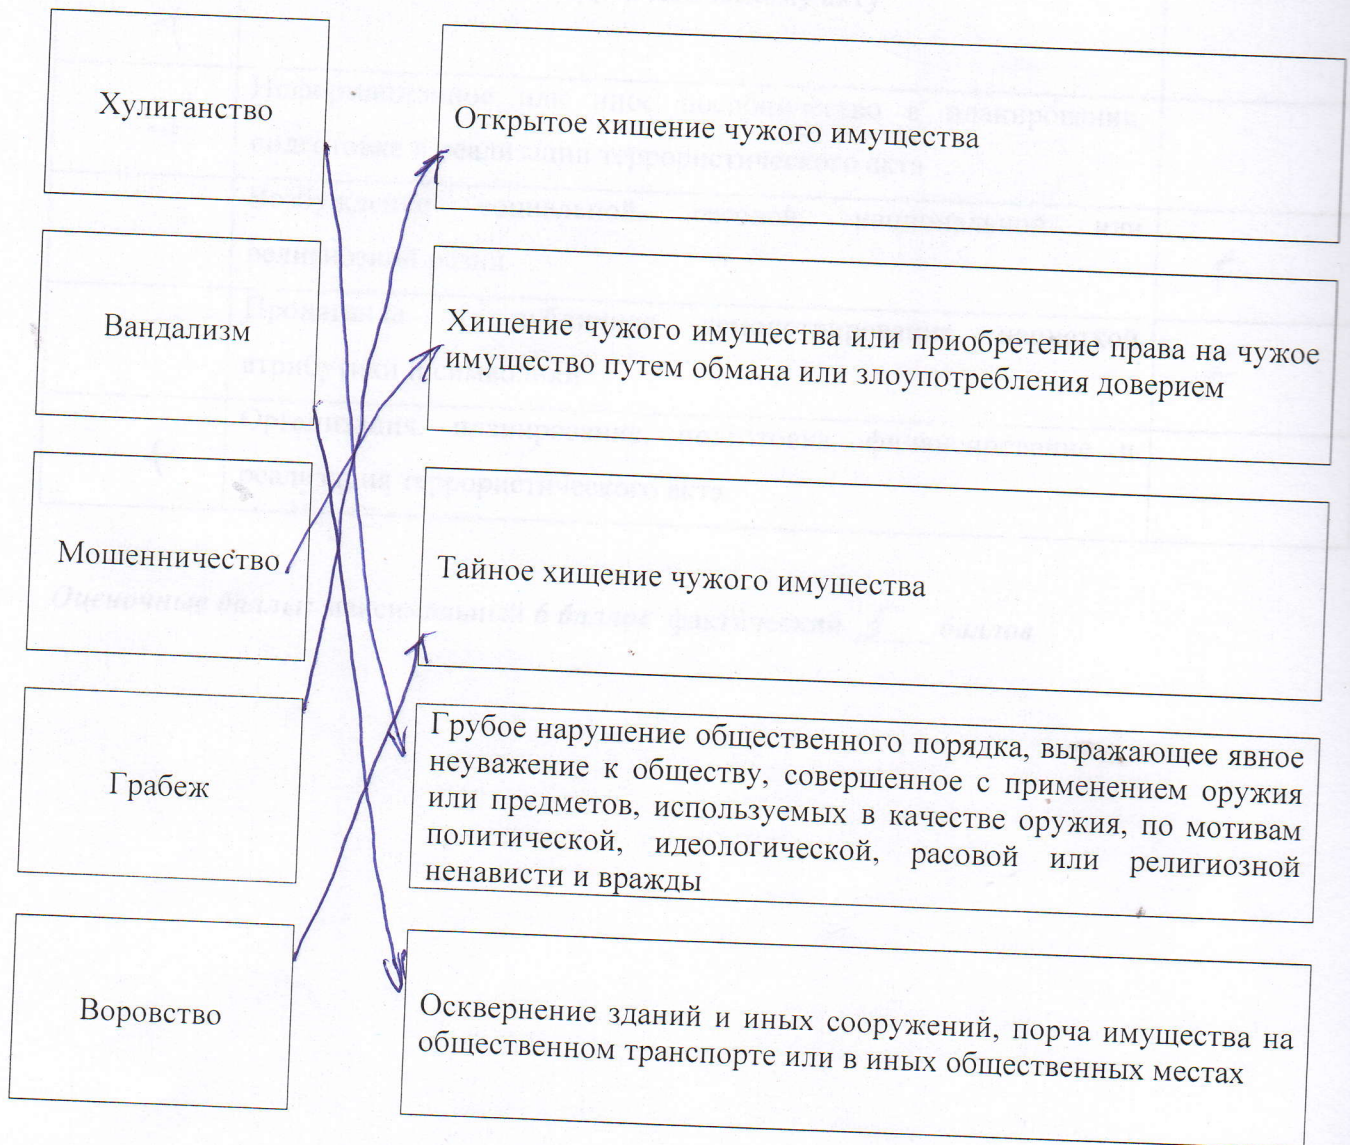 Хулиганство
Открытое хищение чужого имущества
Вандализм
Хищение чужого имущества или приобретение права на чужое
имущество путем обмана или злоупотребления доверием
Мошенничество
Тайное хищение чужого имущества
Грабеж
Грубое нарушение общественного порядка, выражающее явное
неуважение к обществу, совершенное с применением оружия
или предметов, используемых в качестве оружия, по мотивам
политической, идеологической, расовой или религиозной
ненависти и вражды
Воровство
Осквернение зданий и иных сооружений, порча имущества на
общественном транспорте или в иных общественных местах